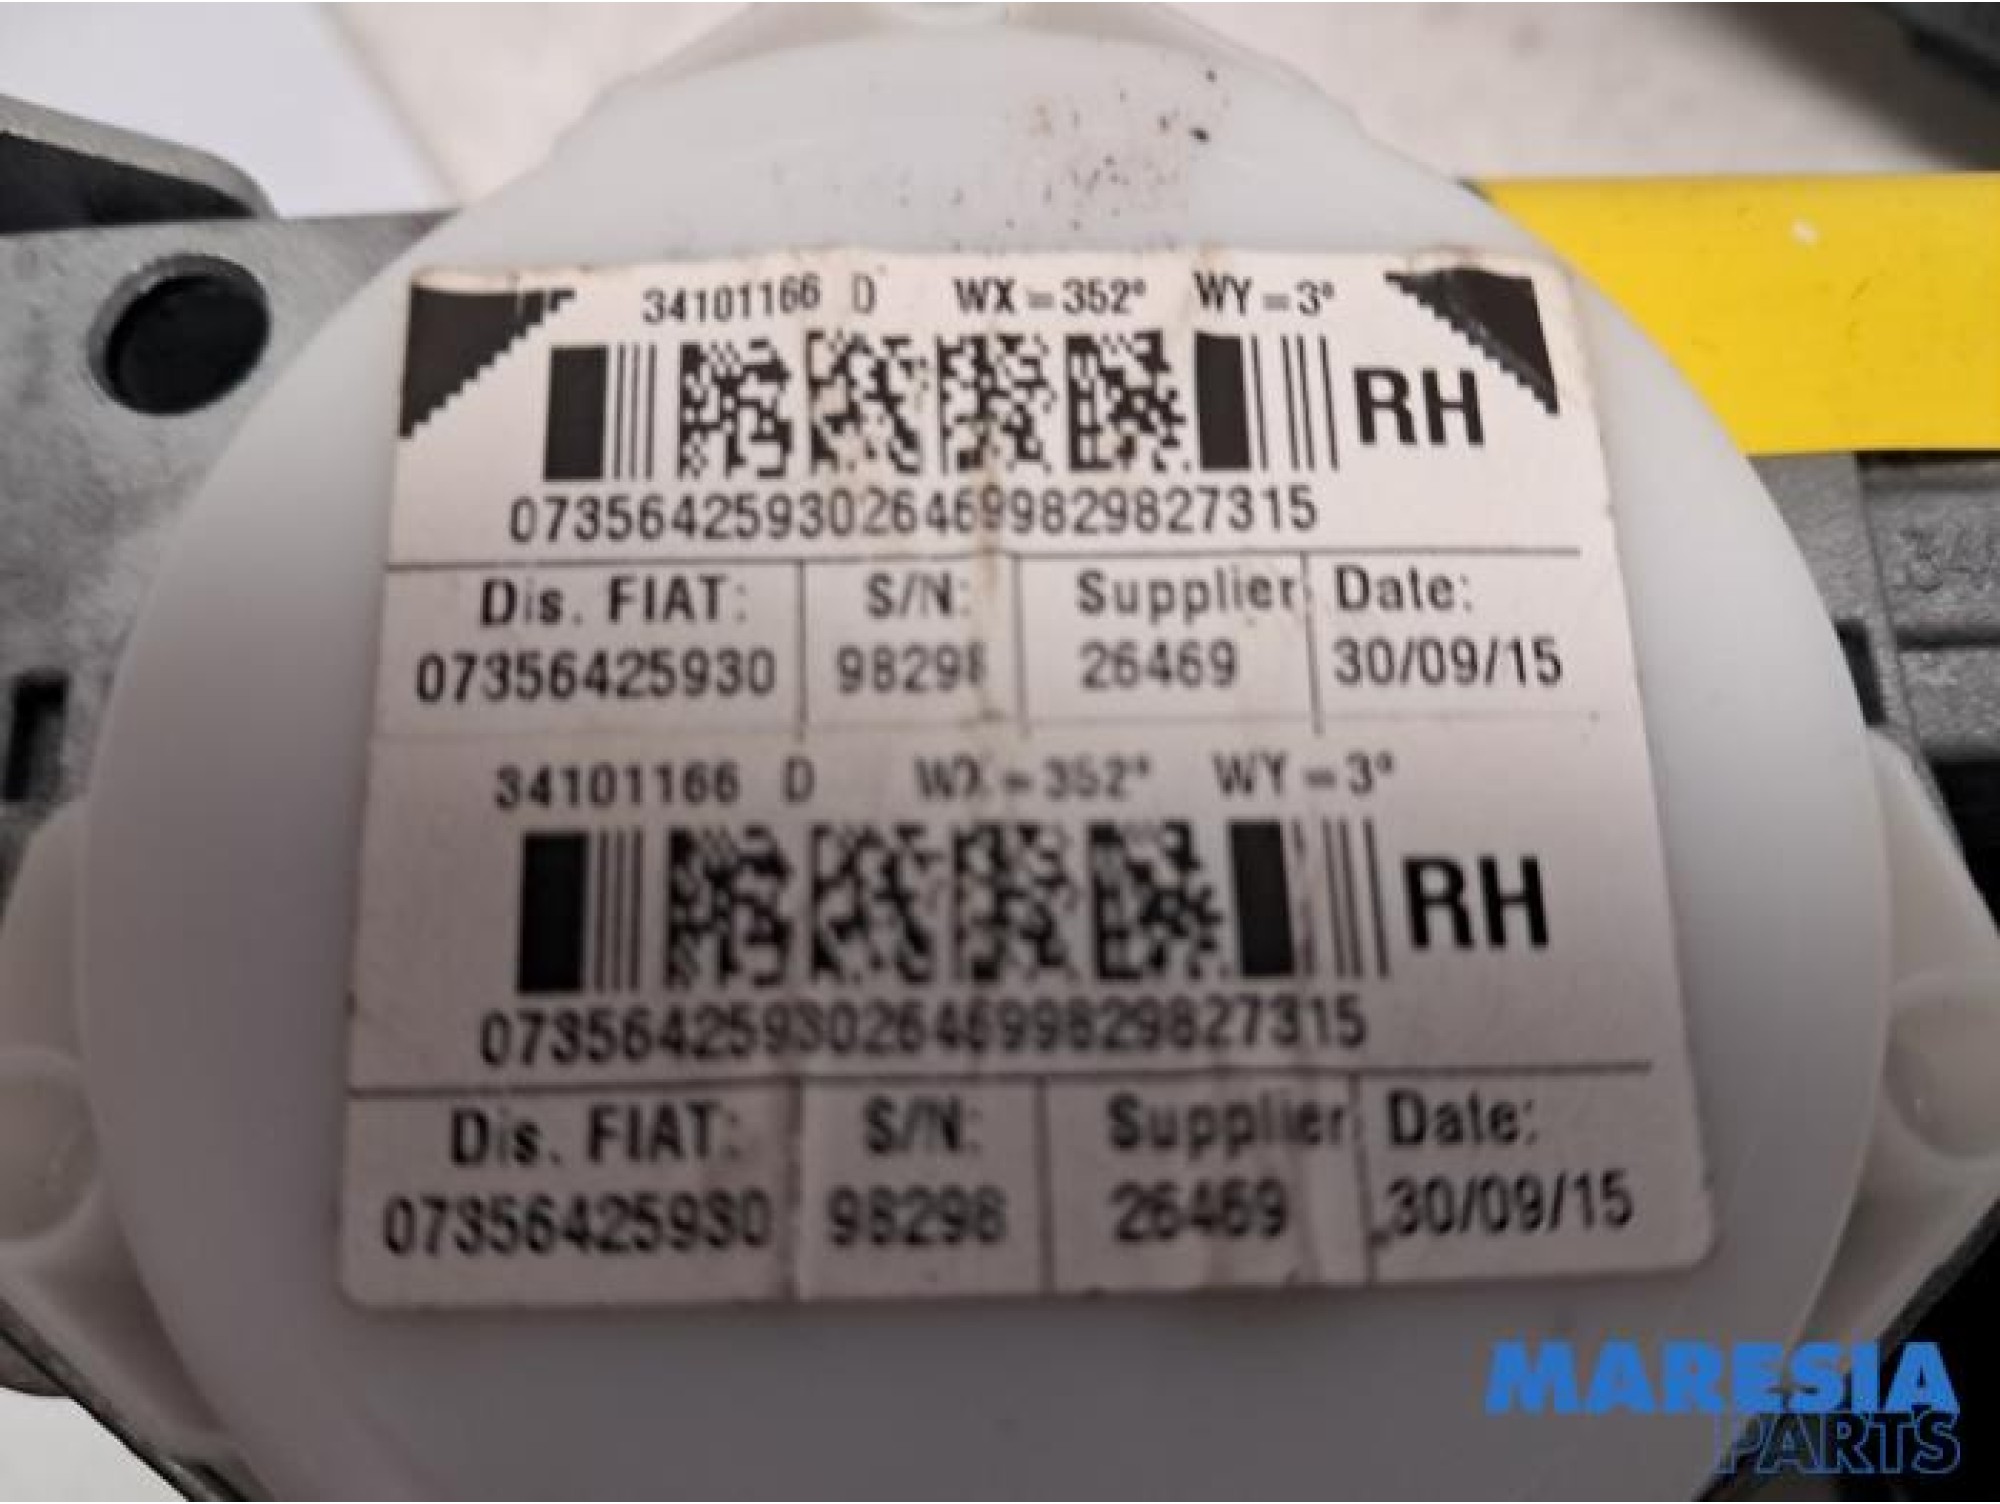 34101166 D WX=352° WY=3°
RH
07356425930264699829827315
Dis. FIAT: S/N: Supplier Date:
07356425930 98298 26469 30/09/15
34101166 D WX=352° WY=3°
RH
07356425930264699829827315
Dis. FIAT: S/N: Supplier Date:
07356425930 98298 26469 30/09/15
MARESIA
PARTS